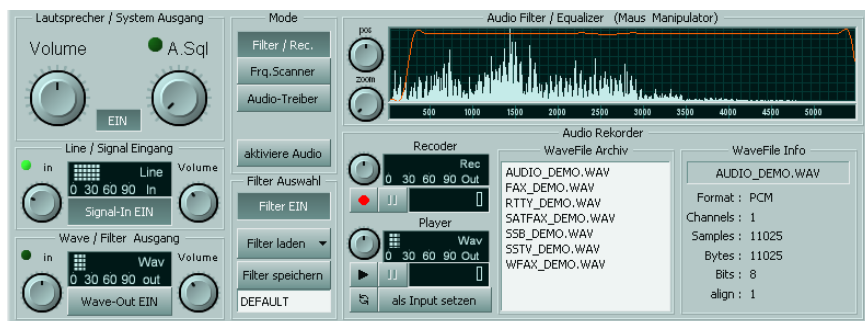 Lautsprecher / System Ausgang
Volume
A.Sql
EIN
Line / Signal Eingang
in
Line
Volume
0 30 60 90 In
Signal-In EIN
Wave / Filter Ausgang
in
Wav
Volume
0 30 60 90 out
Wave-Out EIN
Mode
Filter / Rec.
Frq.Scanner
Audio-Treiber
aktiviere Audio
Filter Auswahl
Filter EIN
Filter laden
Filter speichern
DEFAULT
Audio Filter / Equalizer (Maus Manipulator)
pos
zoom
500 1000 1500 2000 2500 3000 3500 4000 4500 5000
Audio Rekorder
Recoder
Rec
0 30 60 90 Out
Player
Wav
0 30 60 90 Out
als Input setzen
WaveFile Archiv
AUDIO_DEMO.WAV
FAX_DEMO.WAV
RTTY_DEMO.WAV
SATFAX_DEMO.WAV
SSB_DEMO.WAV
SSTV_DEMO.WAV
WFAX_DEMO.WAV
WaveFile Info
AUDIO_DEMO.WAV
Format : PCM
Channels : 1
Samples : 11025
Bytes : 11025
Bits : 8
align : 1